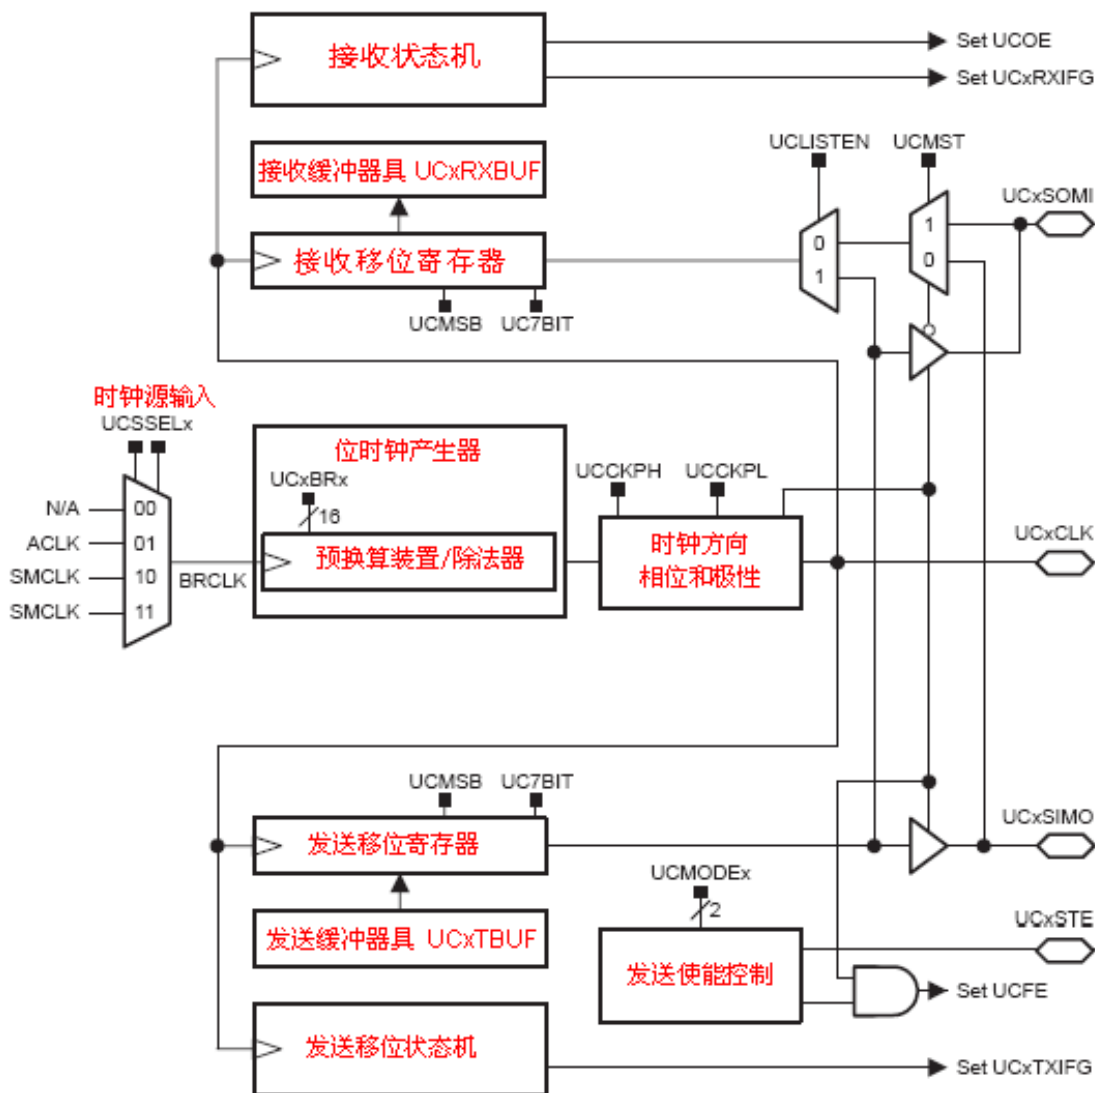 接收状态机
Set UCOE
Set UCxRXIFG
UCLISTEN
UCMST
接收缓冲器具 UCxRXBUF
UCxSOMI
0
1
1
0
接收移位寄存器
UCMSB
UC7BIT
时钟源输入
UCSSELx
位时钟产生器
UCxBRx
16
UCCKPH
UCCKPL
N/A
00
ACLK
01
SMCLK
10
SMCLK
11
BRCLK
预换算装置/除法器
时钟方向
相位和极性
UCxCLK
UCMSB
UC7BIT
发送移位寄存器
UCxSIMO
UCMODEx
2
发送缓冲器具 UCxTBUF
UCxSTE
发送使能控制
Set UCFE
发送移位状态机
Set UCxTXIFG